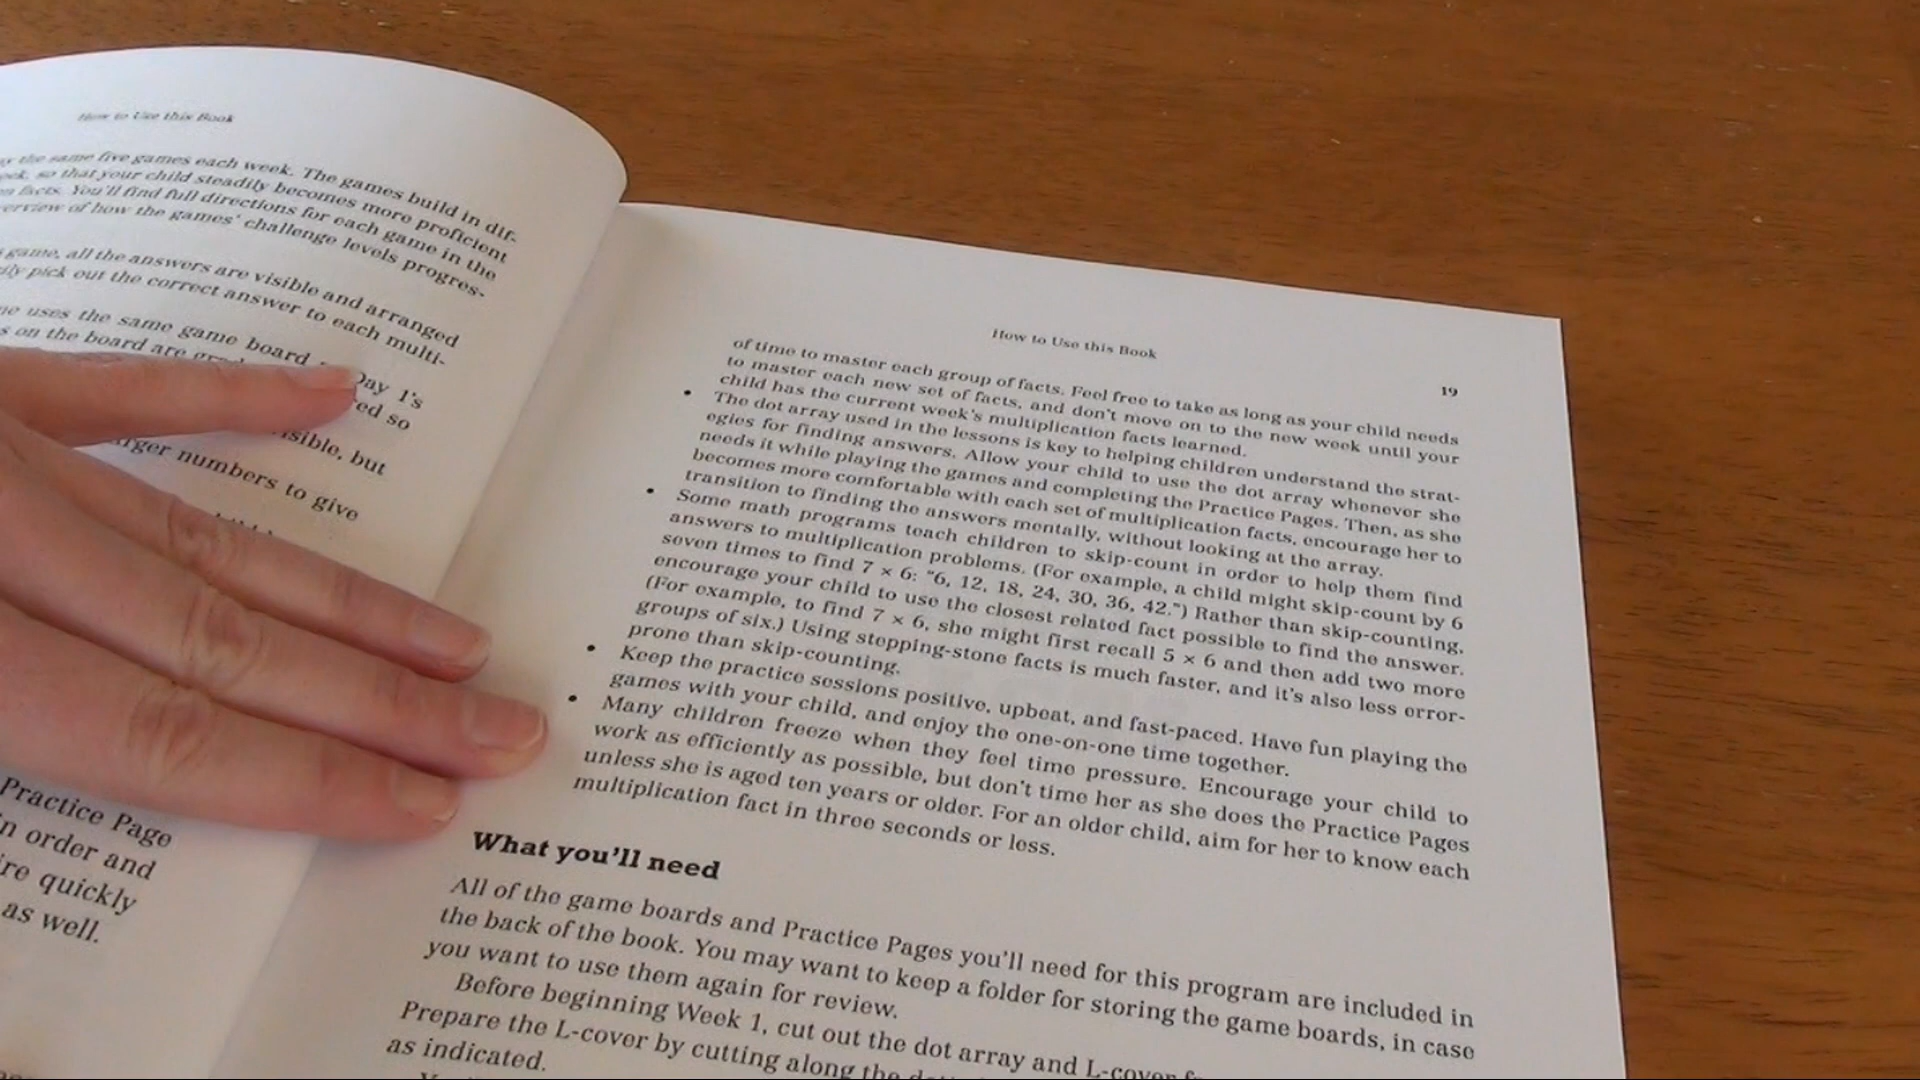 How to Use this Book
the same five games each week. The games build in dif-
so that your child steadily becomes more proficient
facts. You'll find full directions for each game in the
of how the games' challenge levels progres-
game, all the answers are visible and arranged
pick out the correct answer to each multi-
uses the same game board Day 1's
on the board are so
but
larger numbers to give
Practice Page
in order and
quickly
as well.
How to Use this Book
19
of time to master each group of facts. Feel free to take as long as your child needs
to master each new set of facts, and don't move on to the new week until your
child has the current week's multiplication facts learned.
• The dot array used in the lessons is key to helping children understand the strat-
egies for finding answers. Allow your child to use the dot array whenever she
needs it while playing the games and completing the Practice Pages. Then, as she
becomes more comfortable with each set of multiplication facts, encourage her to
transition to finding the answers mentally, without looking at the array.
• Some math programs teach children to skip-count in order to help them find
answers to multiplication problems. (For example, a child might skip-count by 6
seven times to find 7 × 6: "6, 12, 18, 24, 30, 36, 42.") Rather than skip-counting,
encourage your child to use the closest related fact possible to find the answer.
(For example, to find 7 × 6, she might first recall 5 × 6 and then add two more
groups of six.) Using stepping-stone facts is much faster, and it's also less error-
prone than skip-counting.
• Keep the practice sessions positive, upbeat, and fast-paced. Have fun playing the
games with your child, and enjoy the one-on-one time together.
• Many children freeze when they feel time pressure. Encourage your child to
work as efficiently as possible, but don't time her as she does the Practice Pages
unless she is aged ten years or older. For an older child, aim for her to know each
multiplication fact in three seconds or less.
What you'll need
All of the game boards and Practice Pages you'll need for this program are included in
the back of the book. You may want to keep a folder for storing the game boards, in case
you want to use them again for review.
Before beginning Week 1, cut out the dot array and L-cover
Prepare the L-cover by cutting along the
as indicated.